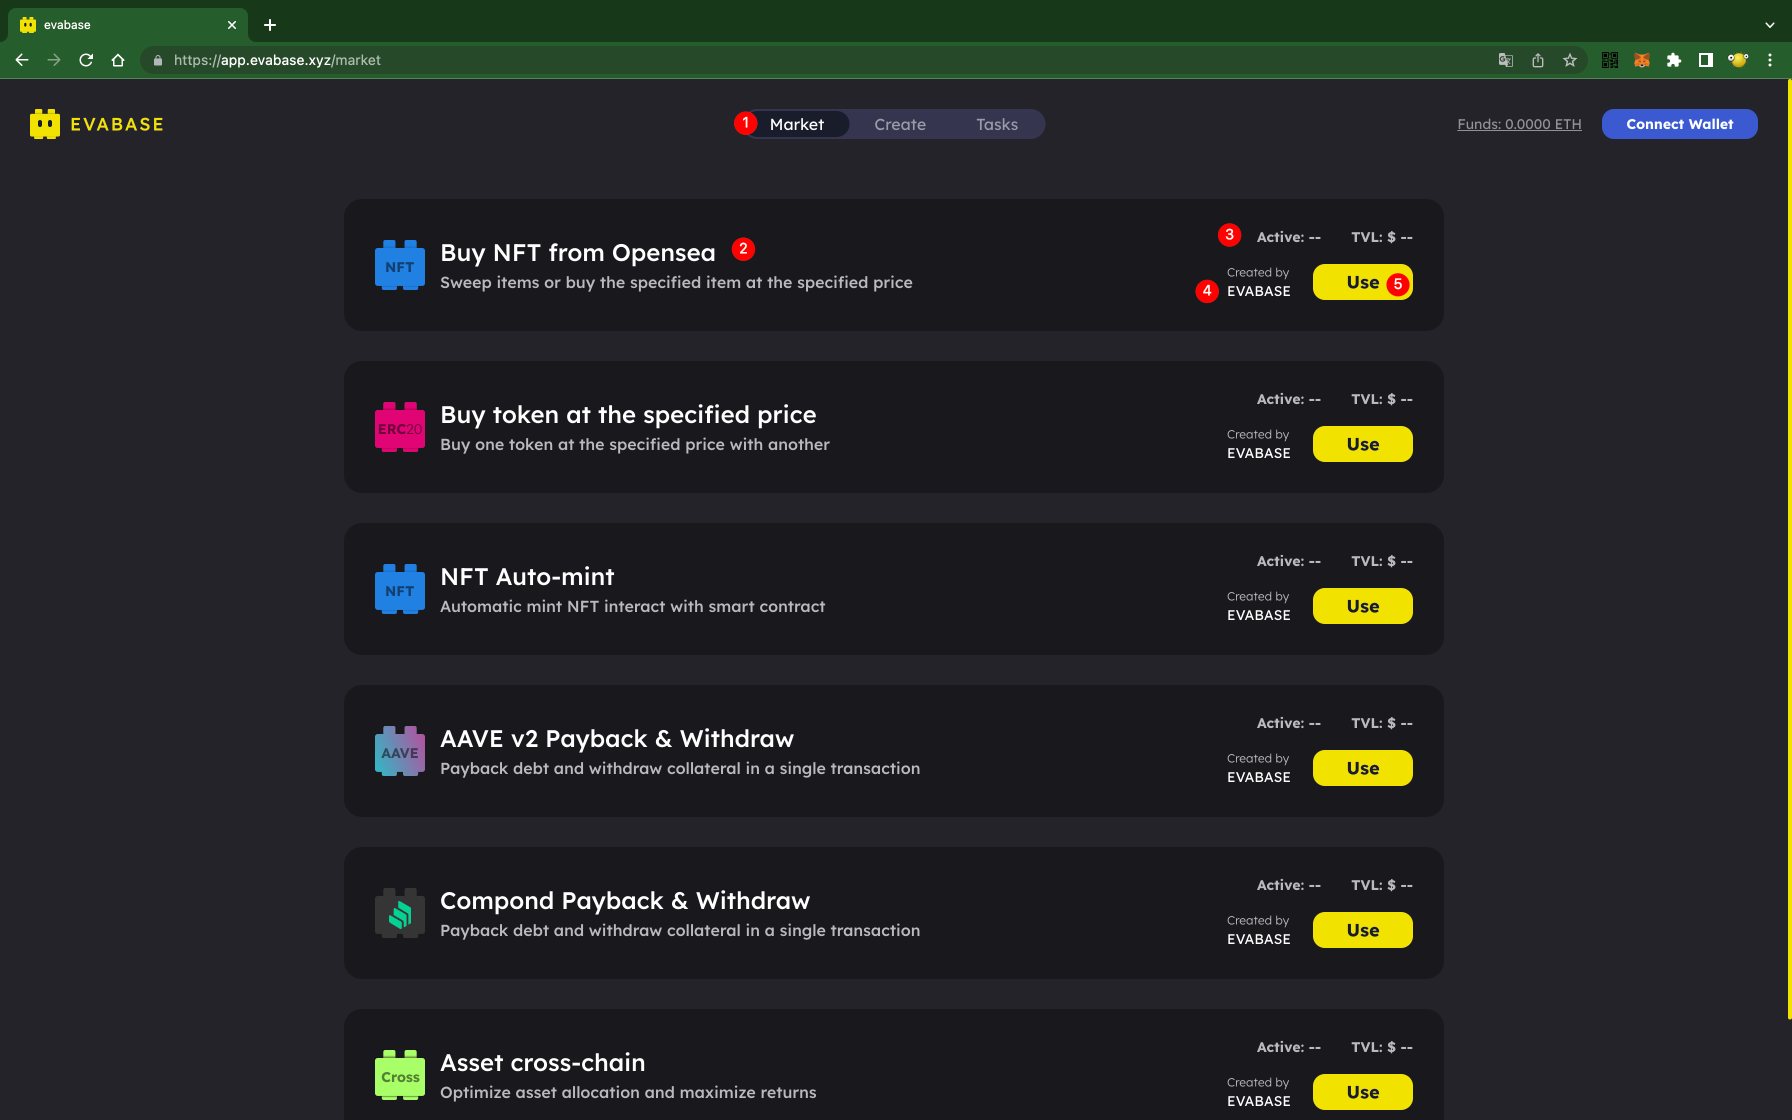 evabase
https://app.evabase.xyz/market
EVABASE
1 Market Create Tasks
Funds: 0.0000 ETH
Connect Wallet
NFT
Buy NFT from Opensea 2
Sweep items or buy the specified item at the specified price
3 Active: -- TVL: $ --
Created by
4 EVABASE
Use 5
ERC20
Buy token at the specified price
Buy one token at the specified price with another
Active: -- TVL: $ --
Created by
EVABASE
Use
NFT
NFT Auto-mint
Automatic mint NFT interact with smart contract
Active: -- TVL: $ --
Created by
EVABASE
Use
AAVE
AAVE v2 Payback & Withdraw
Payback debt and withdraw collateral in a single transaction
Active: -- TVL: $ --
Created by
EVABASE
Use
Compond Payback & Withdraw
Payback debt and withdraw collateral in a single transaction
Active: -- TVL: $ --
Created by
EVABASE
Use
Cross
Asset cross-chain
Optimize asset allocation and maximize returns
Active: -- TVL: $ --
Created by
EVABASE
Use